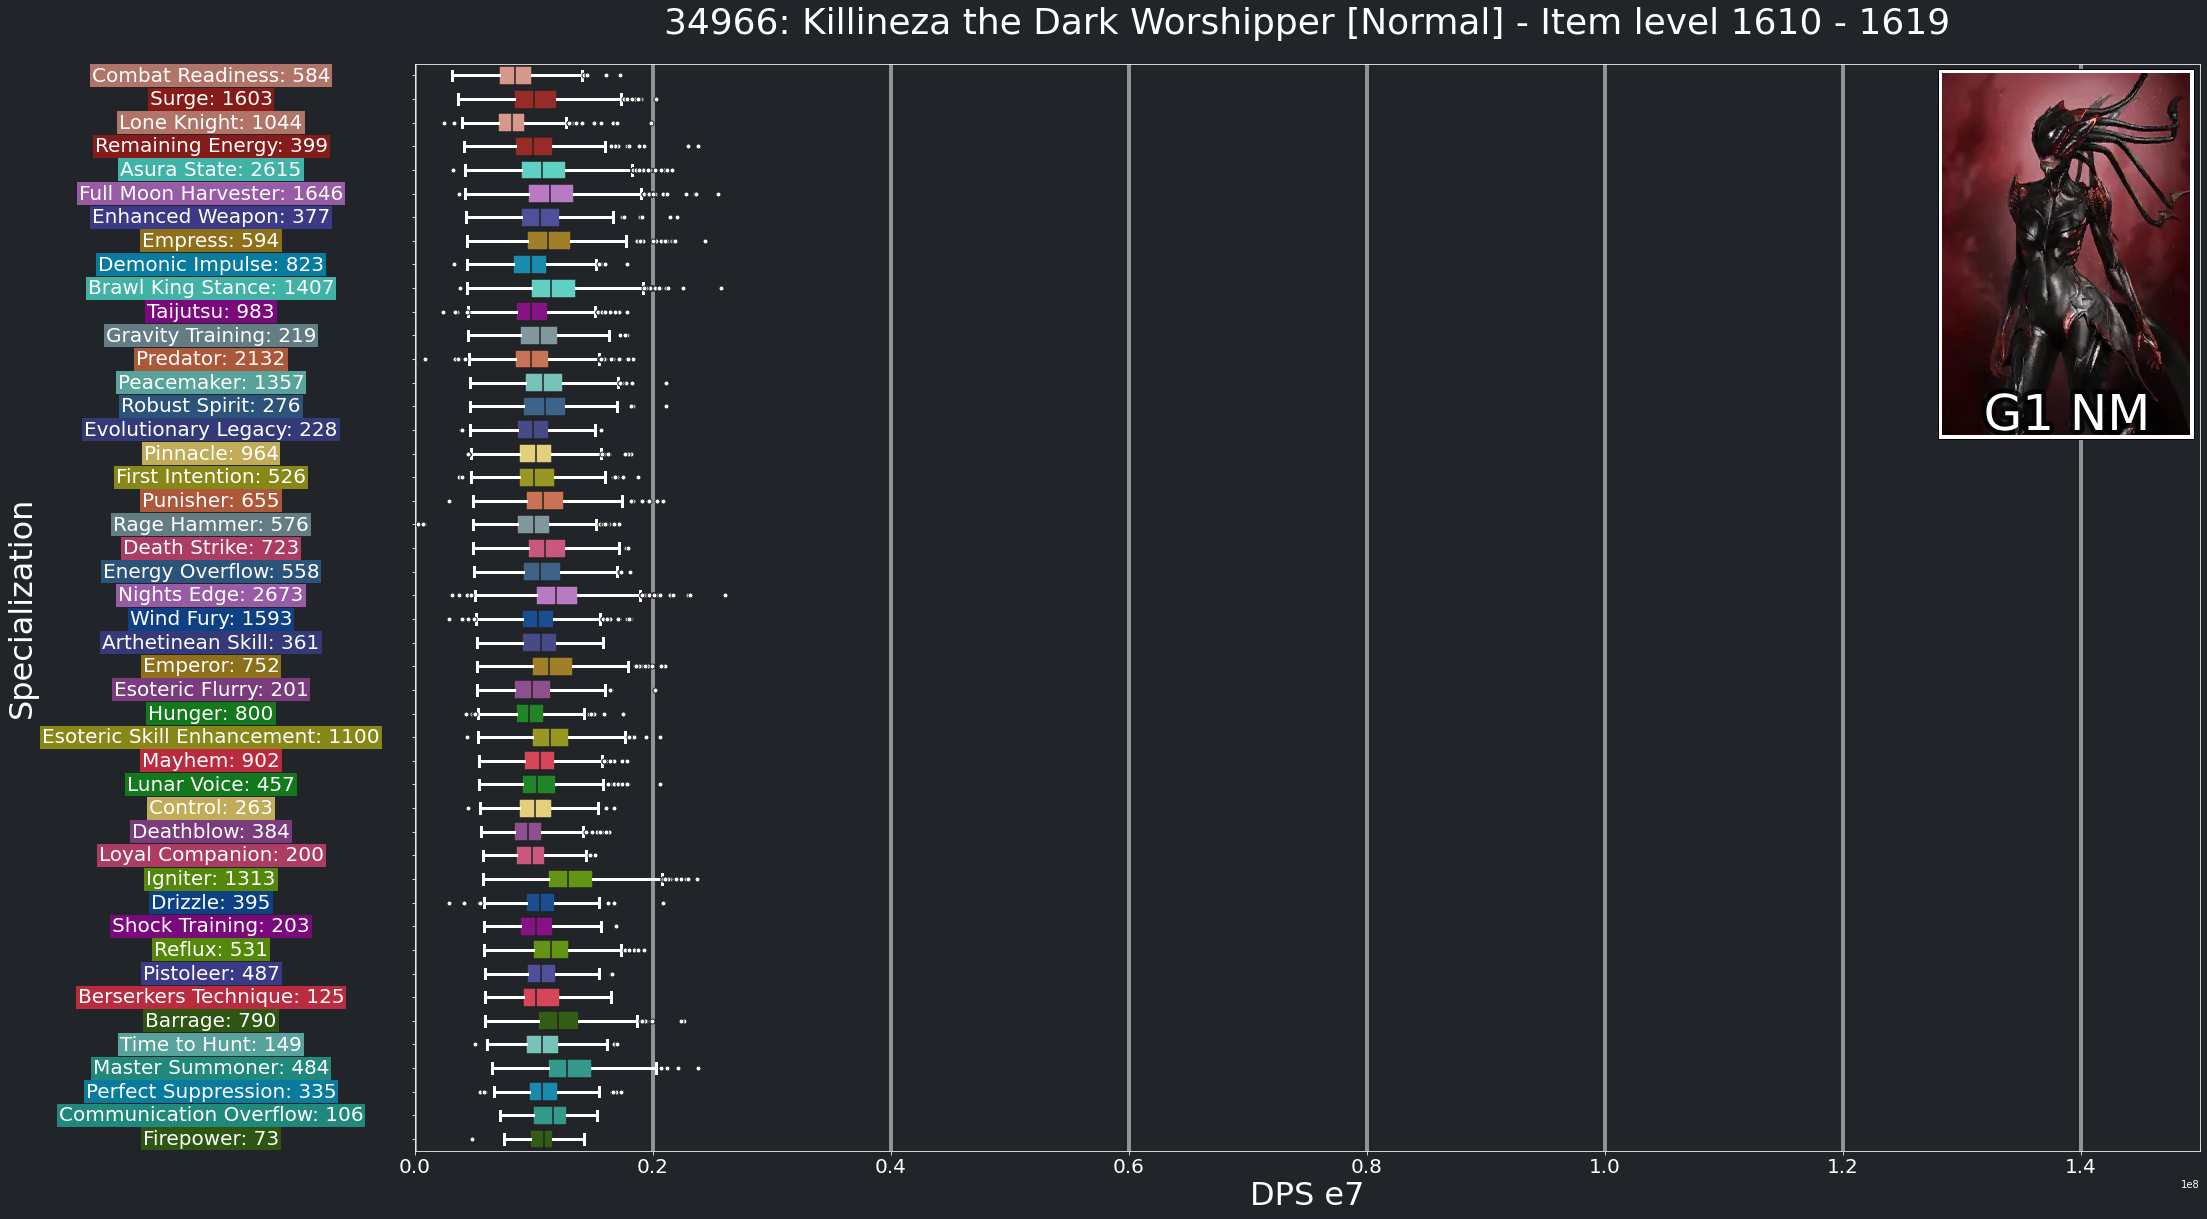 34966: Killineza the Dark Worshipper [Normal] - Item level 1610 - 1619
Combat Readiness: 584
Surge: 1603
Lone Knight: 1044
Remaining Energy: 399
Asura State: 2615
Full Moon Harvester: 1646
Enhanced Weapon: 377
Empress: 594
Demonic Impulse: 823
Brawl King Stance: 1407
Taijutsu: 983
Gravity Training: 219
Predator: 2132
Peacemaker: 1357
Robust Spirit: 276
Evolutionary Legacy: 228
Pinnacle: 964
First Intention: 526
Punisher: 655
Rage Hammer: 576
Death Strike: 723
Energy Overflow: 558
Nights Edge: 2673
Wind Fury: 1593
Arthetinean Skill: 361
Emperor: 752
Esoteric Flurry: 201
Hunger: 800
Esoteric Skill Enhancement: 1100
Mayhem: 902
Lunar Voice: 457
Control: 263
Deathblow: 384
Loyal Companion: 200
Igniter: 1313
Drizzle: 395
Shock Training: 203
Reflux: 531
Pistoleer: 487
Berserkers Technique: 125
Barrage: 790
Time to Hunt: 149
Master Summoner: 484
Perfect Suppression: 335
Communication Overflow: 106
Firepower: 73
Specialization
G1 NM
0.0 0.2 0.4 0.6 0.8 1.0 1.2 1.4
DPS e7
1e8